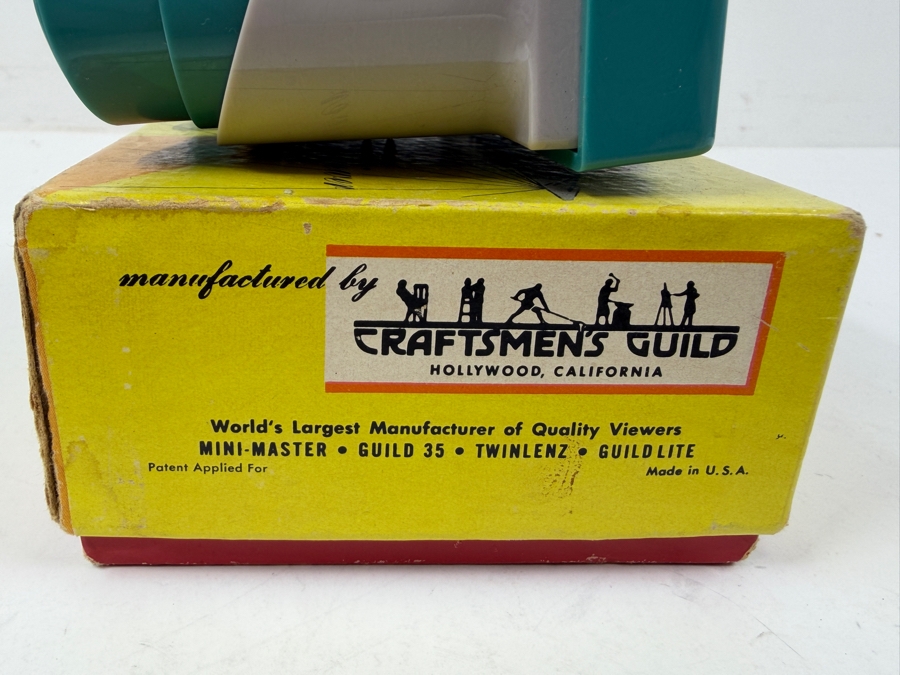 manufactured by
CRAFTSMEN'S GUILD
HOLLYWOOD, CALIFORNIA
World's Largest Manufacturer of Quality Viewers
MINI-MASTER • GUILD 35 • TWINLENZ • GUILDLITE
Patent Applied For
Made in U.S.A.